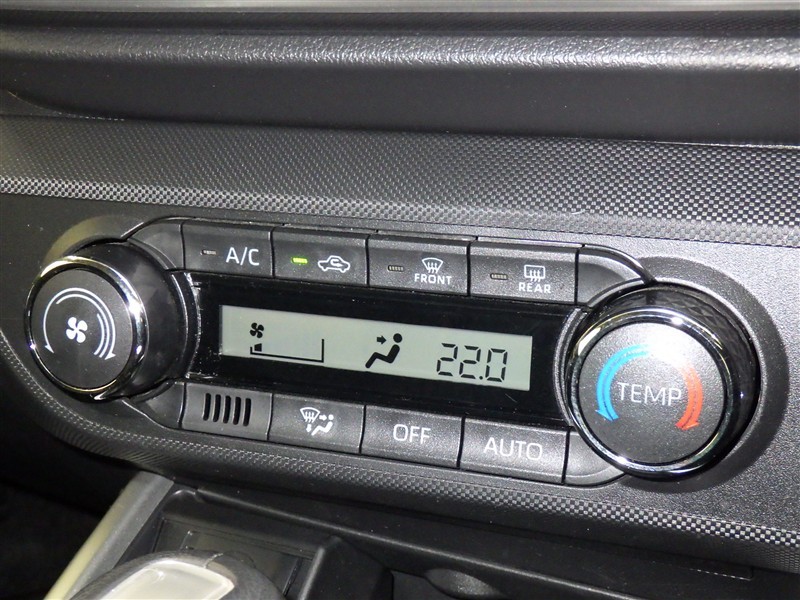 A/C
FRONT
REAR
22.0
TEMP
OFF
AUTO